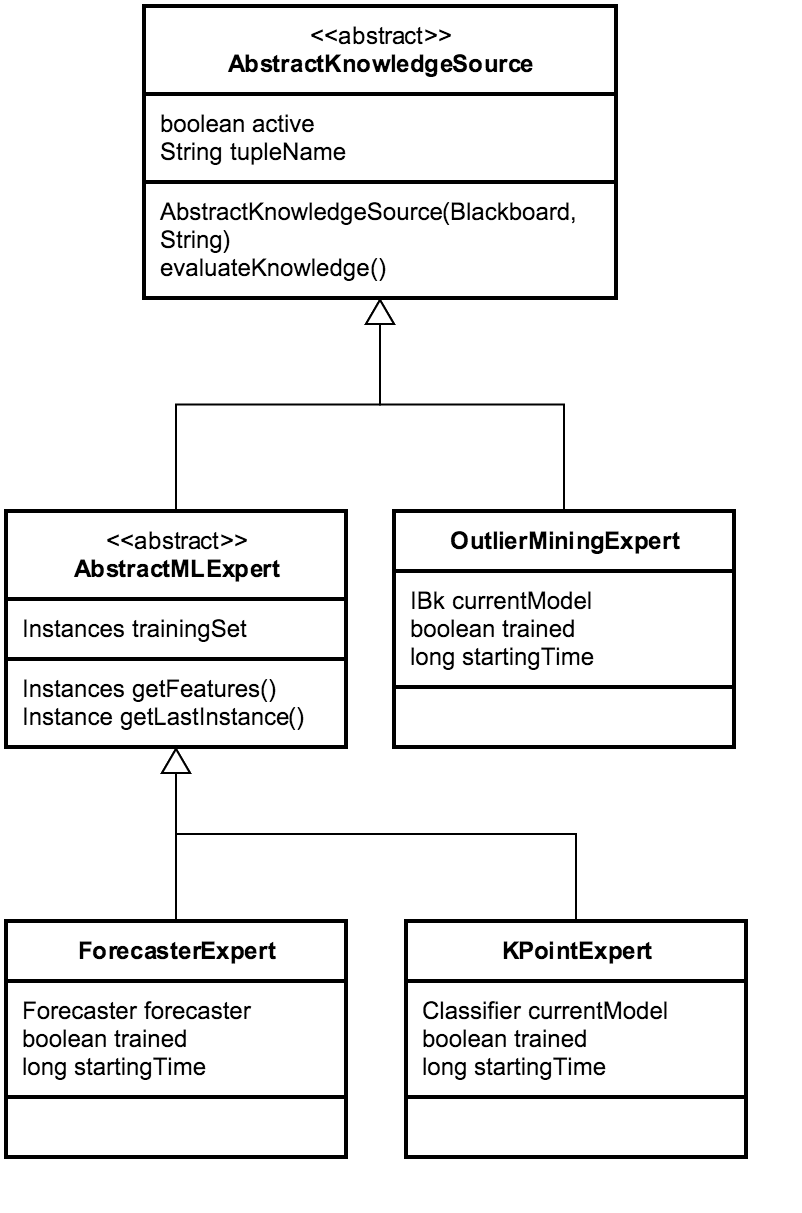 <<abstract>>
AbstractKnowledgeSource
boolean active
String tupleName
AbstractKnowledgeSource(Blackboard,
String)
evaluateKnowledge()
<<abstract>>
AbstractMLExpert
Instances trainingSet
Instances getFeatures()
Instance getLastInstance()
OutlierMiningExpert
IBk currentModel
boolean trained
long startingTime
ForecasterExpert
Forecaster forecaster
boolean trained
long startingTime
KPointExpert
Classifier currentModel
boolean trained
long startingTime